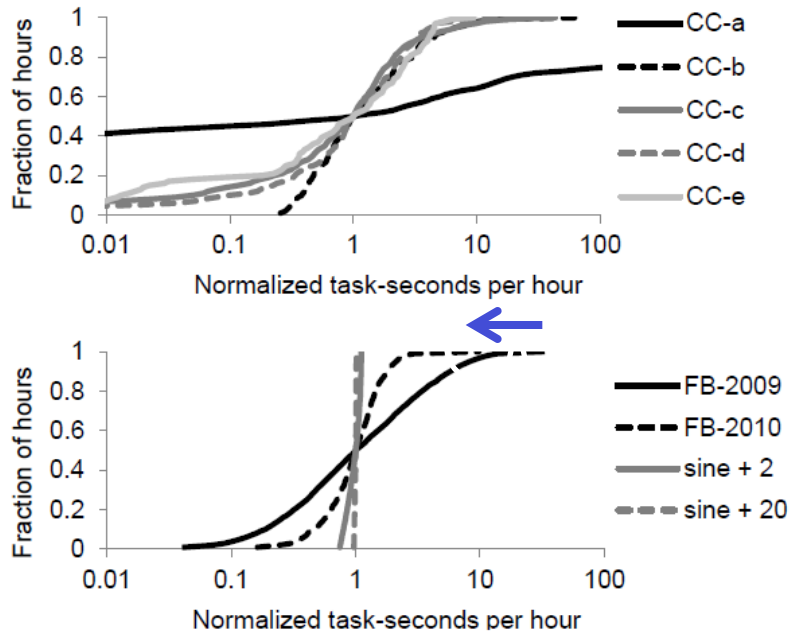 Fraction of hours
1
0.8
0.6
0.4
0.2
0
0.01 0.1 1 10 100
Normalized task-seconds per hour
CC-a
CC-b
CC-c
CC-d
CC-e
Fraction of hours
1
0.8
0.6
0.4
0.2
0
0.01 0.1 1 10 100
Normalized task-seconds per hour
FB-2009
FB-2010
sine + 2
sine + 20